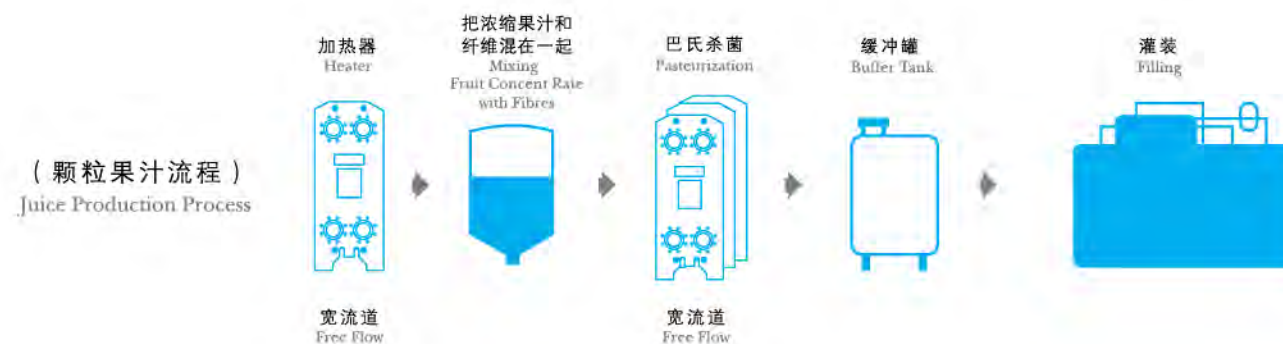 （颗粒果汁流程）
Juice Production Process
加热器
Heater
宽流道
Free Flow
把浓缩果汁和
纤维混在一起
Mixing
Fruit Concent Rate
with Fibres
巴氏杀菌
Pasteurization
宽流道
Free Flow
缓冲罐
Buffer Tank
灌装
Filling